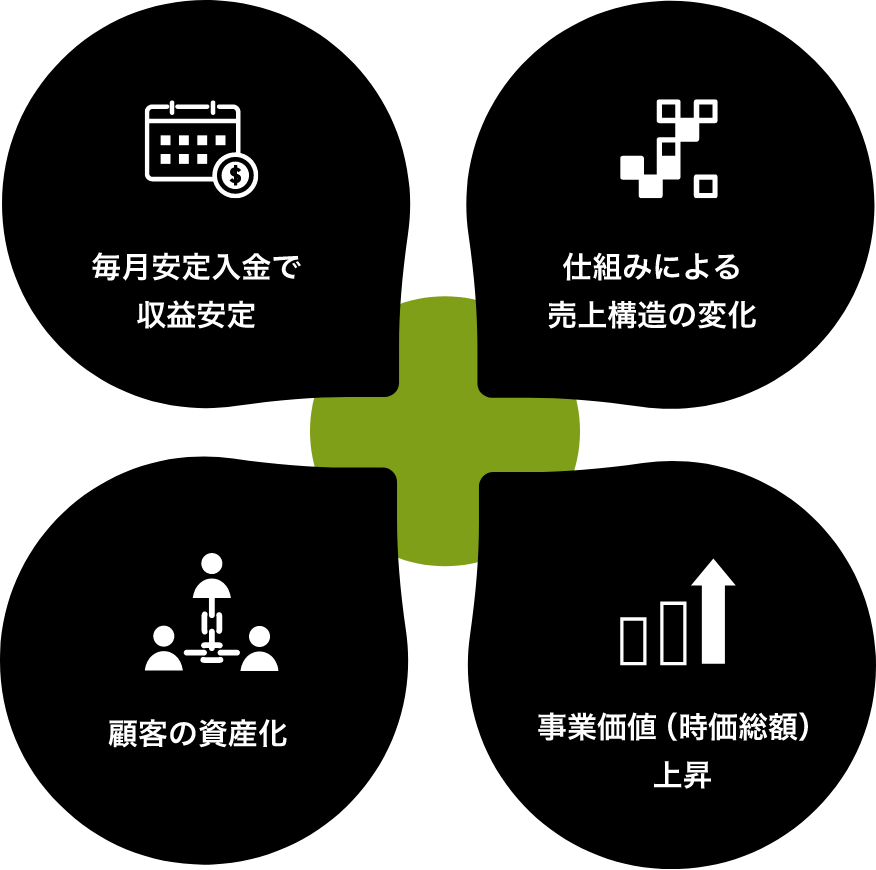 毎月安定入金で
収益安定
仕組みによる
売上構造の変化
顧客の資産化
事業価値（時価総額）
上昇